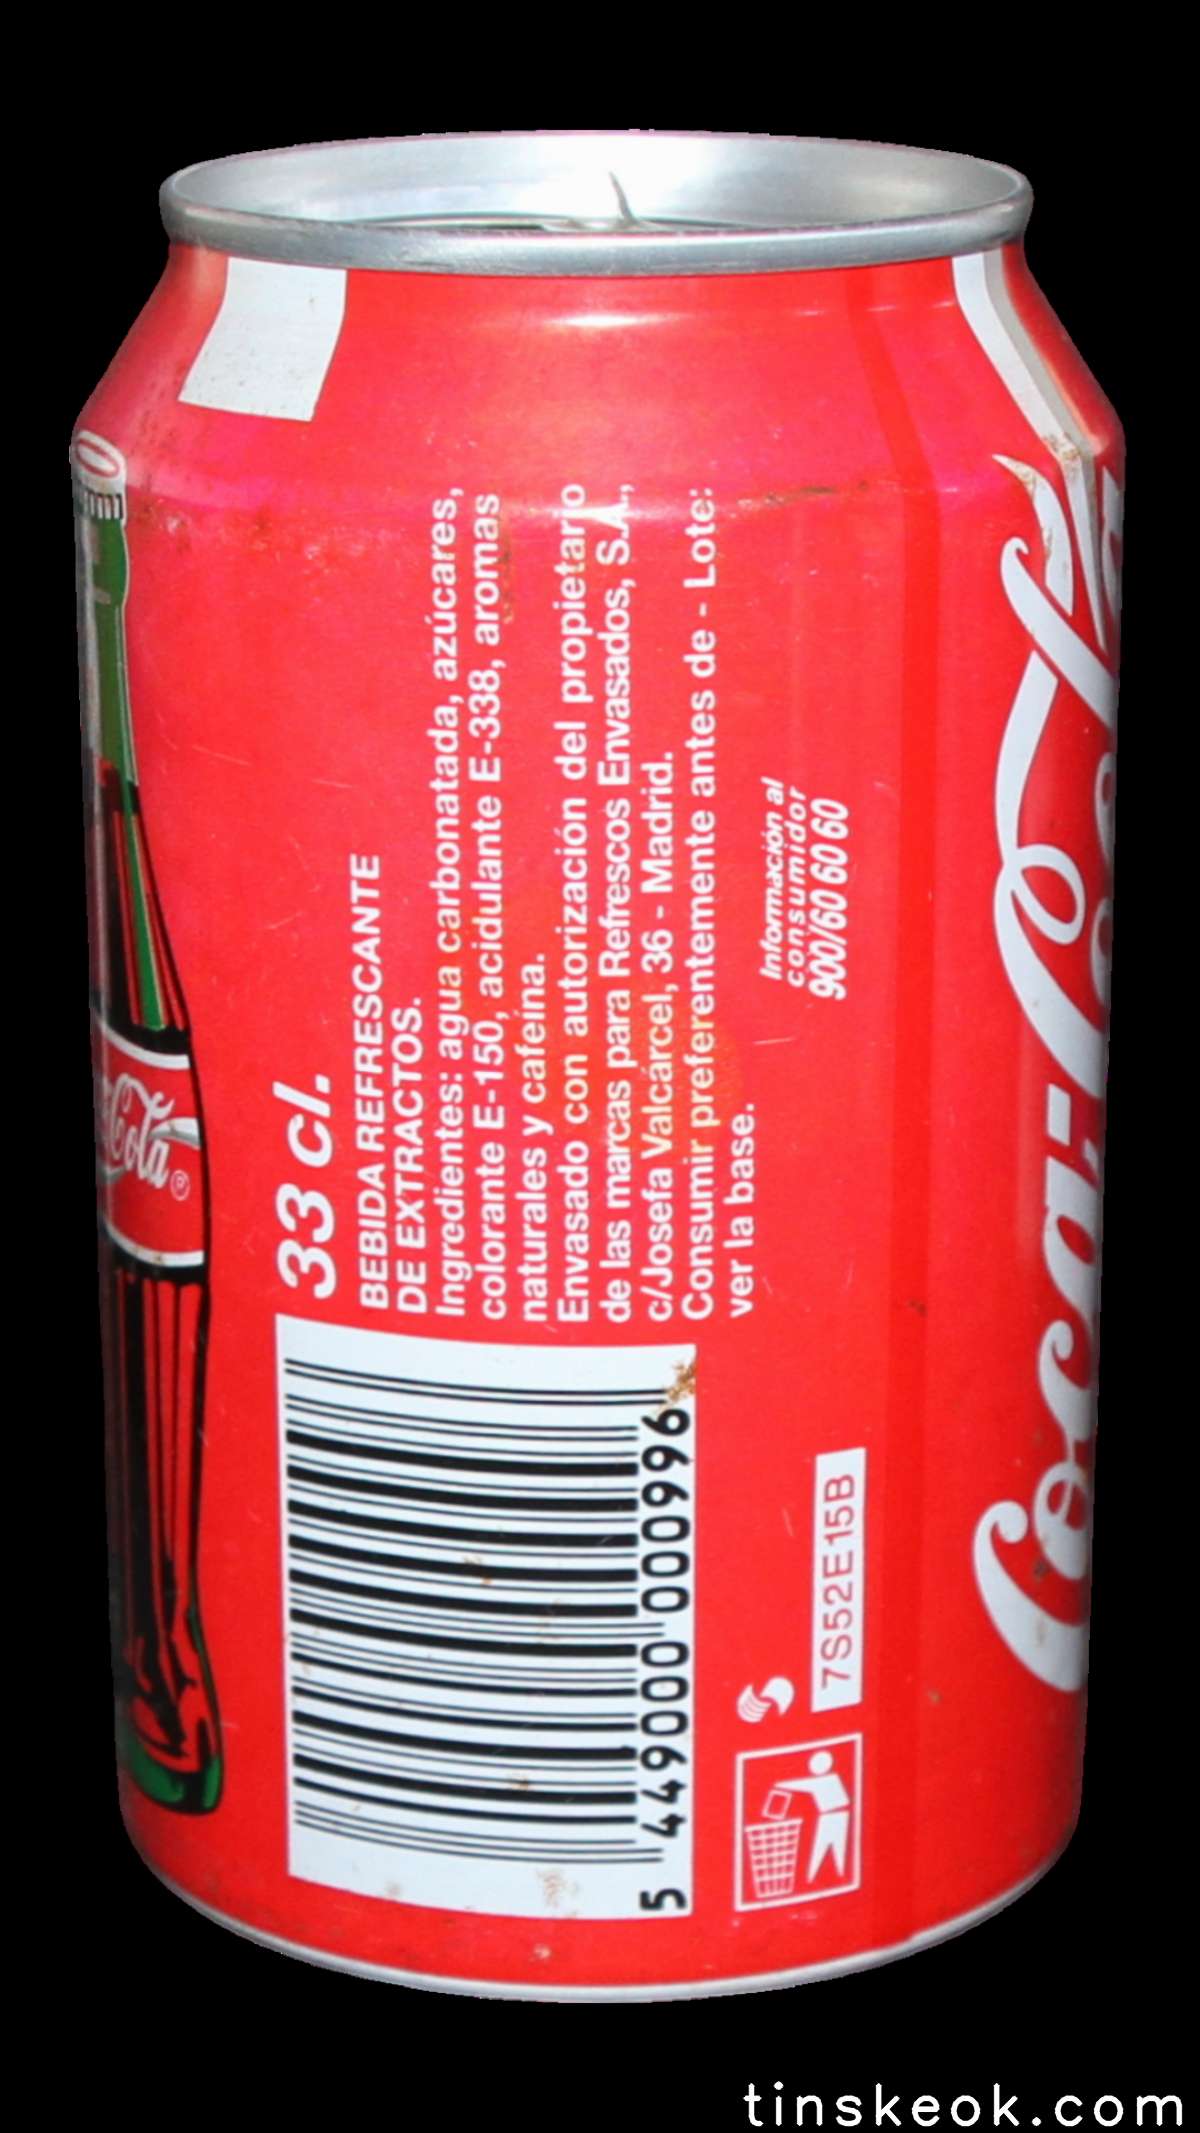 33 cl.
BEBIDA REFRESCANTE
DE EXTRACTOS.
Ingredientes: agua carbonatada, azúcares,
colorante E-150, acidulante E-338, aromas
naturales y cafeína.
Envasado con autorización del propietario
de las marcas para Refrescos Envasados, S.A.,
c/Josefa Valcárcel, 36 - Madrid.
Consumir preferentemente antes de - Lote:
ver la base.
Información al
consumidor
900/60 60 60
5 449000 000996
7S52E15B
Coca-Cola
Cola®
tinskeok.com